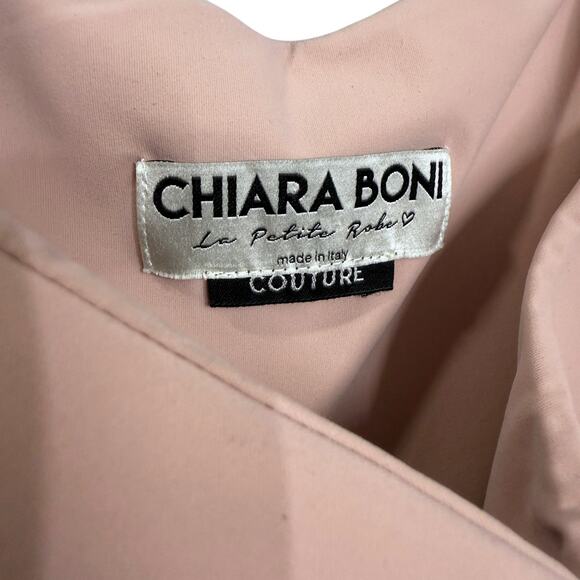 CHIARA BONI
La Petite Robe♡
made in Italy
COUTURE